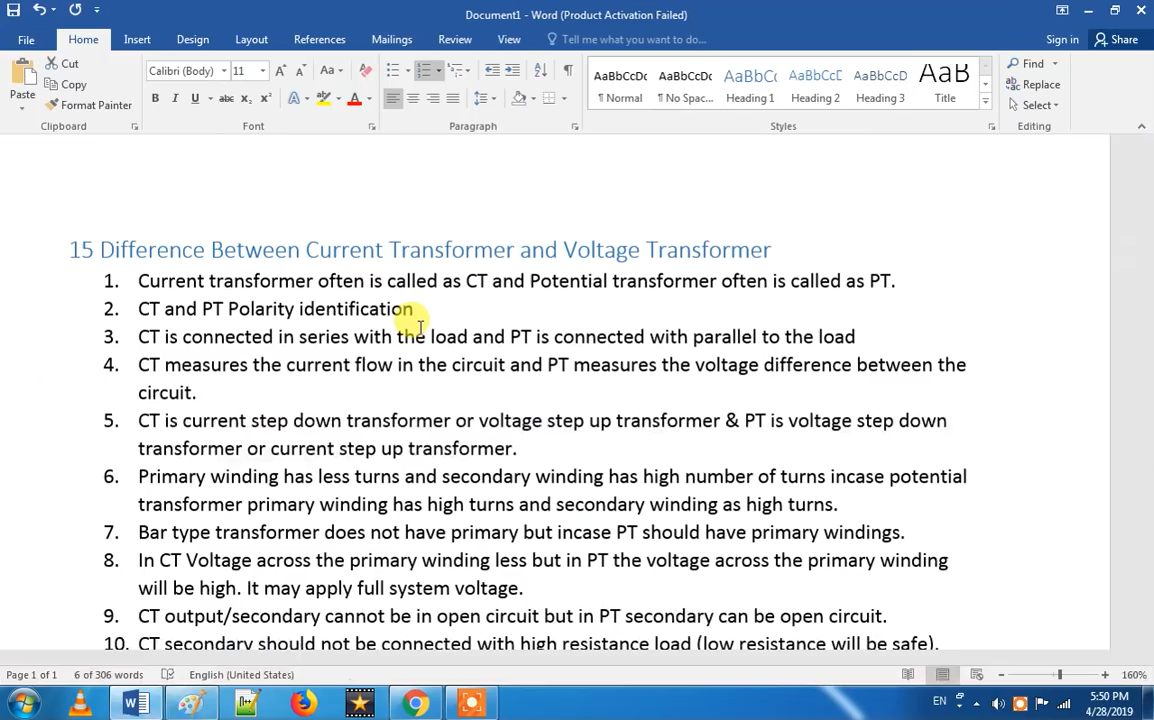 Document1 - Word (Product Activation Failed)
File Home Insert Design Layout References Mailings Review View Tell me what you want to do... Sign in Share
Cut
Copy
Format Painter
Paste
Calibri (Body) 11
AaBbCcDc AaBbCcDc AaBbC AaBbCcD AaBbCcD AaB
¶ Normal ¶ No Spac... Heading 1 Heading 2 Heading 3 Title
Find
Replace
Select
Clipboard Font Paragraph Styles Editing
15 Difference Between Current Transformer and Voltage Transformer
1. Current transformer often is called as CT and Potential transformer often is called as PT.
2. CT and PT Polarity identification
3. CT is connected in series with the load and PT is connected with parallel to the load
4. CT measures the current flow in the circuit and PT measures the voltage difference between the
circuit.
5. CT is current step down transformer or voltage step up transformer & PT is voltage step down
transformer or current step up transformer.
6. Primary winding has less turns and secondary winding has high number of turns incase potential
transformer primary winding has high turns and secondary winding as high turns.
7. Bar type transformer does not have primary but incase PT should have primary windings.
8. In CT Voltage across the primary winding less but in PT the voltage across the primary winding
will be high. It may apply full system voltage.
9. CT output/secondary cannot be in open circuit but in PT secondary can be open circuit.
10. CT secondary should not be connected with high resistance load (low resistance will be safe).
Page 1 of 1 6 of 306 words English (United States) 160%
EN 5:50 PM
4/28/2019